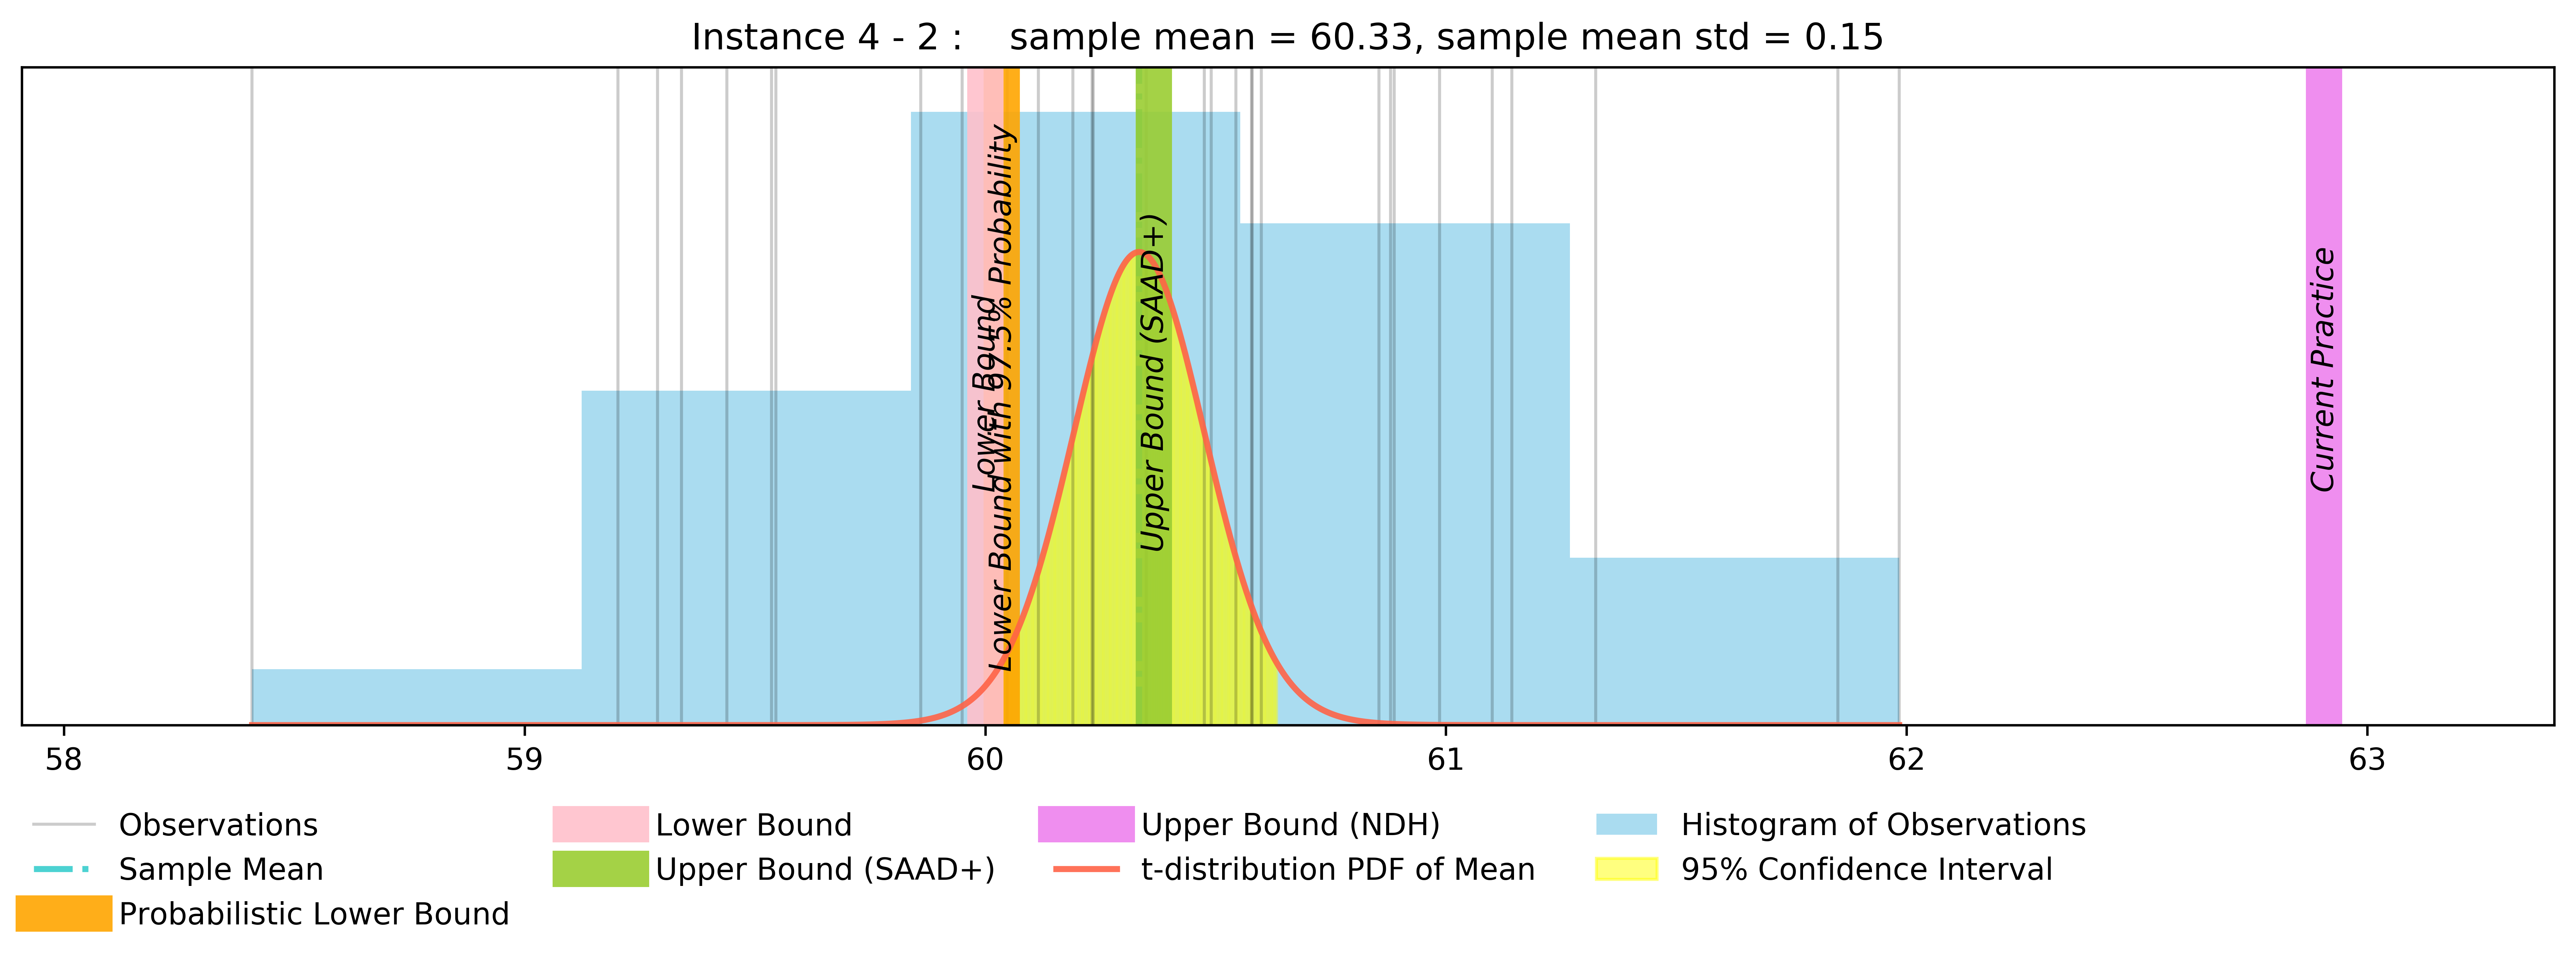 Instance 4 - 2 :    sample mean = 60.33, sample mean std = 0.15
Lower Bound
Lower Bound with 97.5% Probability
Upper Bound (SAAD+)
Current Practice
58 59 60 61 62 63
Observations
Sample Mean
Probabilistic Lower Bound
Lower Bound
Upper Bound (SAAD+)
Upper Bound (NDH)
t-distribution PDF of Mean
Histogram of Observations
95% Confidence Interval